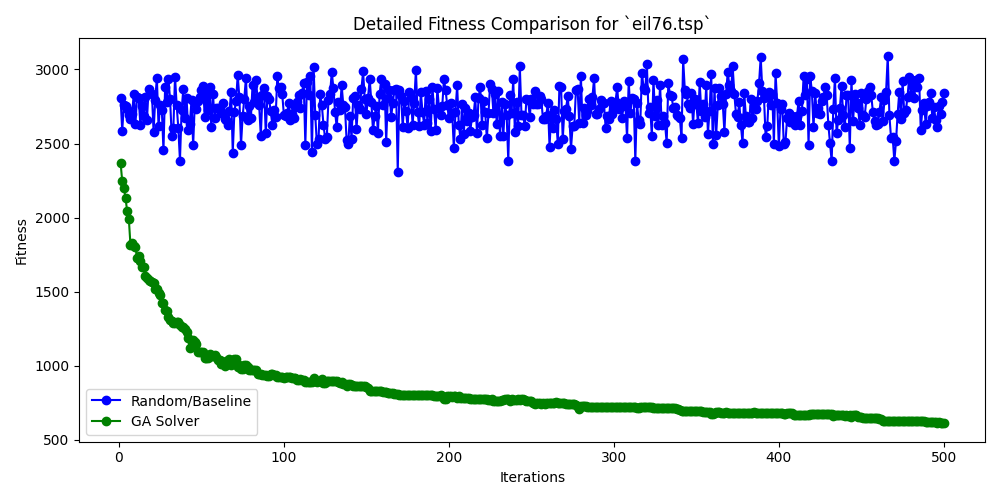 Detailed Fitness Comparison for `eil76.tsp`
Fitness
3000
2500
2000
1500
1000
500
Random/Baseline
GA Solver
0 100 200 300 400 500
Iterations